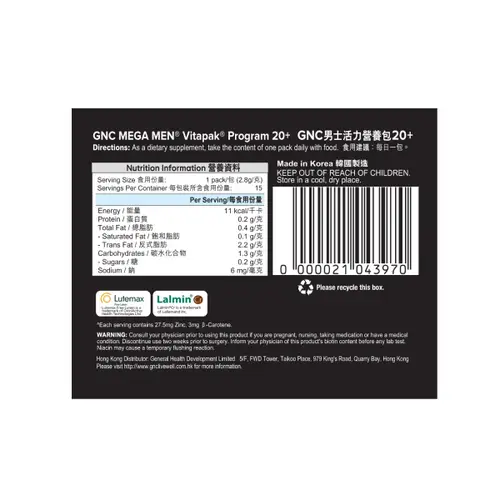 GNC MEGA MEN® Vitapak® Program 20+ GNC男士活力營養包20+
Directions: As a dietary supplement, take the content of one pack daily with food. 食用建議：每日一包。
Nutrition Information 營養資料
Serving Size 食用份量: 1 pack/包 (2.8g/克)
Servings Per Container 每包裝所含食用份量: 15
Per Serving/每食用份量
Energy / 能量 11 kcal/千卡
Protein / 蛋白質 0.2 g/克
Total Fat / 總脂肪 0.4 g/克
- Saturated Fat / 飽和脂肪 0.1 g/克
- Trans Fat / 反式脂肪 2.2 g/克
Carbohydrates / 碳水化合物 1.3 g/克
- Sugars / 糖 0.2 g/克
Sodium / 鈉 6 mg/毫克
Made in Korea 韓國製造
KEEP OUT OF REACH OF CHILDREN.
Store in a cool, dry place.
0 000021 043970
Please recycle this box.
Lutemax
Lalmin
*Each serving contains 27.5mg Zinc, 3mg β-Carotene.
WARNING: Consult your physician prior to using this product if you are pregnant, nursing, taking medication or have a medical condition. Discontinue use two weeks prior to surgery. Inform your physician of this product's biotin content before any lab test.
Niacin may cause a temporary flushing reaction.
Hong Kong Distributor: General Health Development Limited 5/F, FWD Tower, Taikoo Place, 979 King's Road, Quarry Bay, Hong Kong
Please visit http://www.gnclivewell.com.hk for more information.